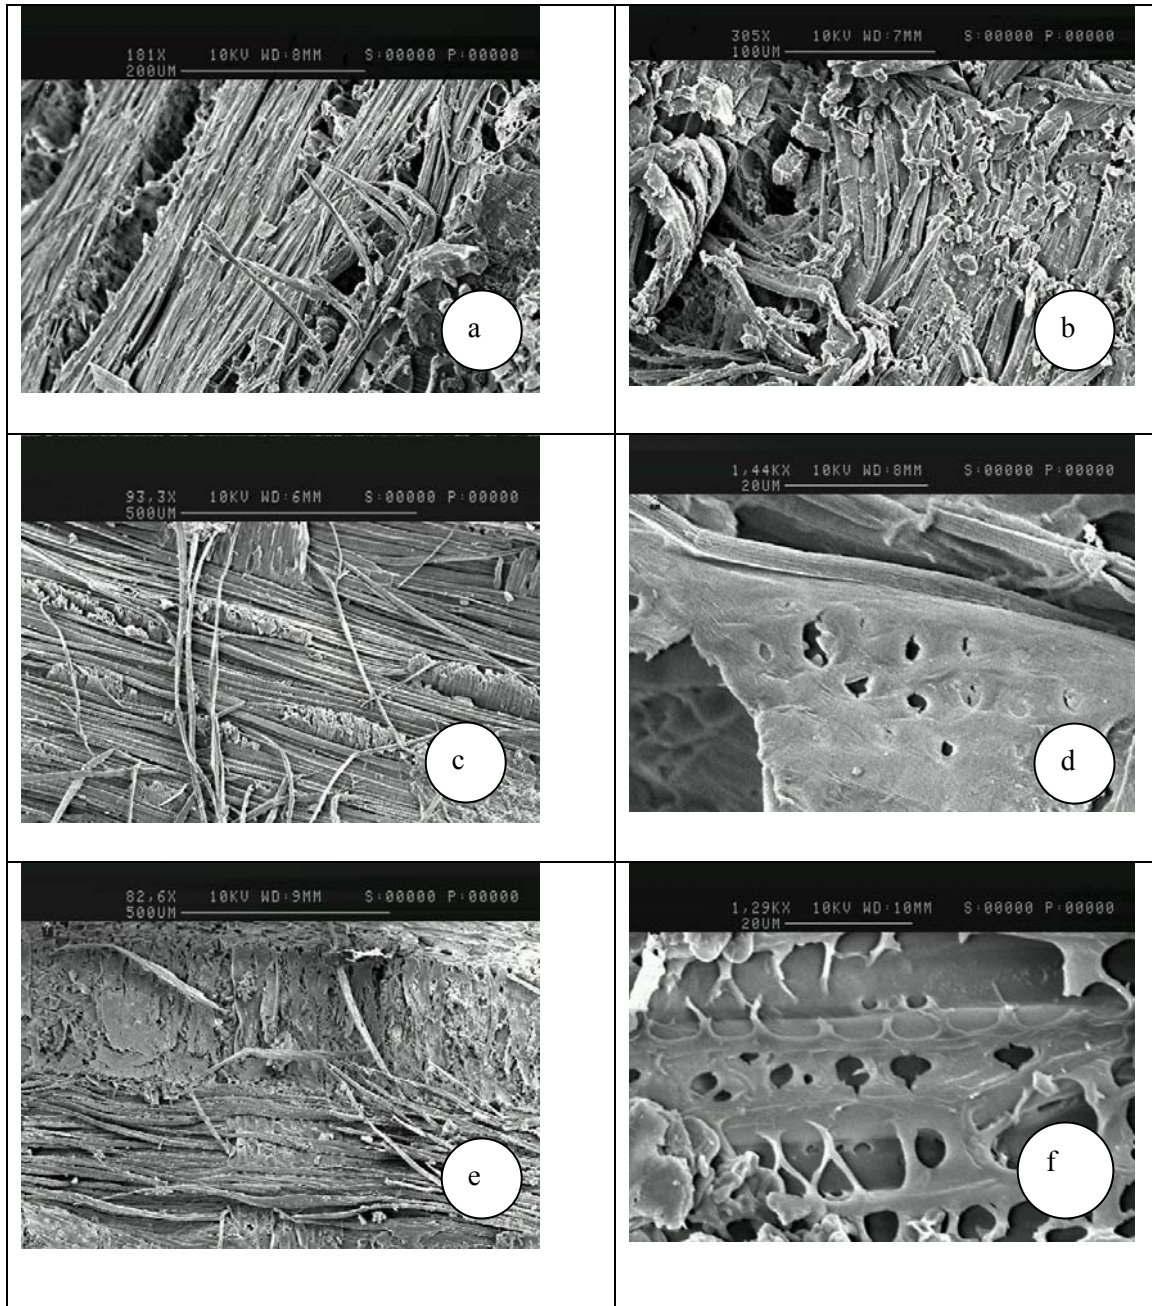 181X 10KV WD:8MM S:00000 P:00000
200UM
a
305X 10KV WD:7MM S:00000 P:00000
100UM
b
93,3X 10KV WD:6MM S:00000 P:00000
500UM
c
1,44KX 10KV WD:8MM S:00000 P:00000
20UM
d
82,6X 10KV WD:9MM S:00000 P:00000
500UM
e
1,29KX 10KV WD:10MM S:00000 P:00000
20UM
f